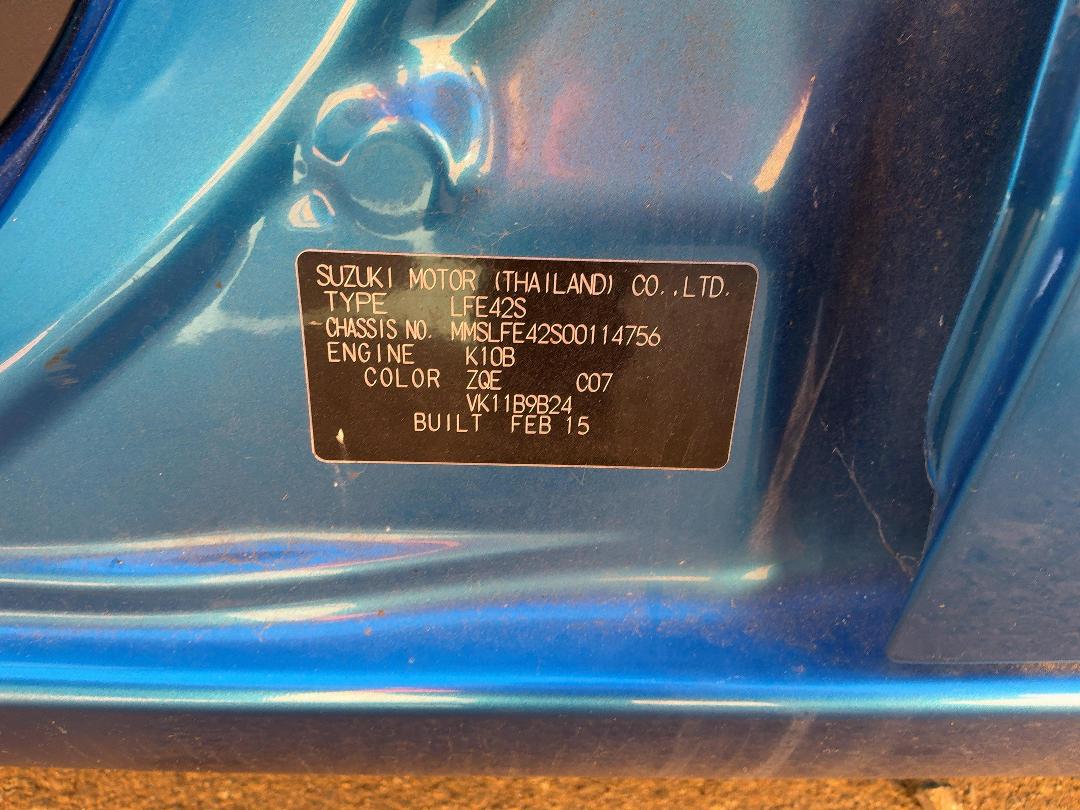 SUZUKI MOTOR (THAILAND) CO.,LTD.
TYPE LFE42S
CHASSIS NO. MMSLFE42S00114756
ENGINE K10B
COLOR ZQE C07
VK11B9B24
BUILT FEB 15